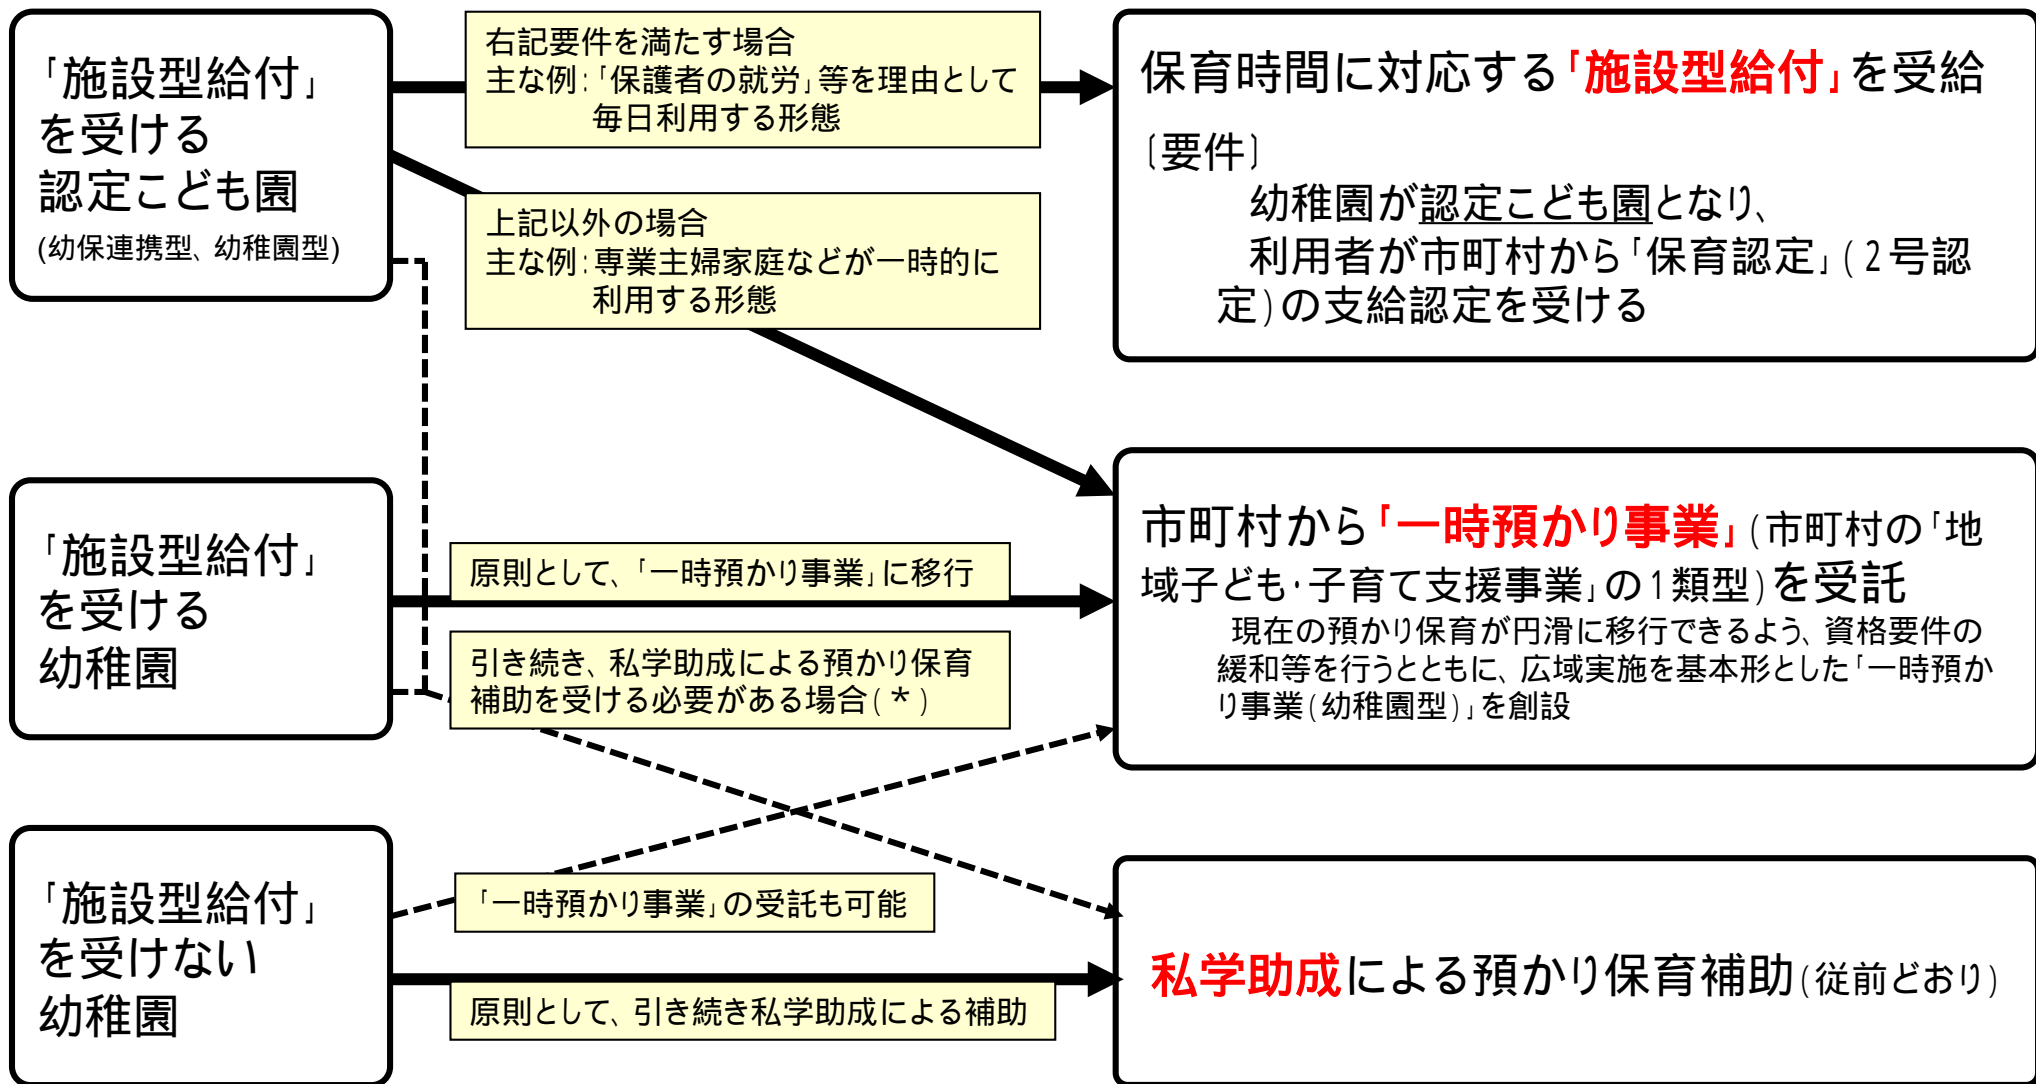 「施設型給付」
を受ける
認定こども園
(幼保連携型、幼稚園型)
右記要件を満たす場合
主な例:「保護者の就労」等を理由として
毎日利用する形態
上記以外の場合
主な例:専業主婦家庭などが一時的に
利用する形態
保育時間に対応する「施設型給付」を受給
〔要件〕
幼稚園が認定こども園となり、
利用者が市町村から「保育認定」(2号認
定)の支給認定を受ける
「施設型給付」
を受ける
幼稚園
原則として、「一時預かり事業」に移行
引き続き、私学助成による預かり保育
補助を受ける必要がある場合(*)
市町村から「一時預かり事業」(市町村の「地
域子ども・子育て支援事業」の1類型)を受託
現在の預かり保育が円滑に移行できるよう、資格要件の
緩和等を行うとともに、広域実施を基本形とした「一時預か
り事業(幼稚園型)」を創設
「施設型給付」
を受けない
幼稚園
「一時預かり事業」の受託も可能
原則として、引き続き私学助成による補助
私学助成による預かり保育補助(従前どおり)